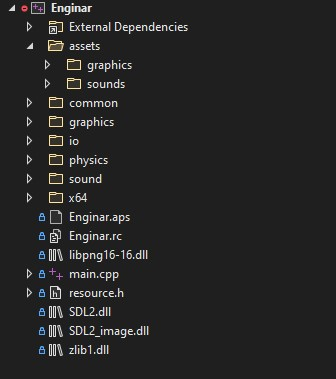 Enginar
External Dependencies
assets
graphics
sounds
common
graphics
io
physics
sound
x64
Enginar.aps
Enginar.rc
libpng16-16.dll
main.cpp
resource.h
SDL2.dll
SDL2_image.dll
zlib1.dll